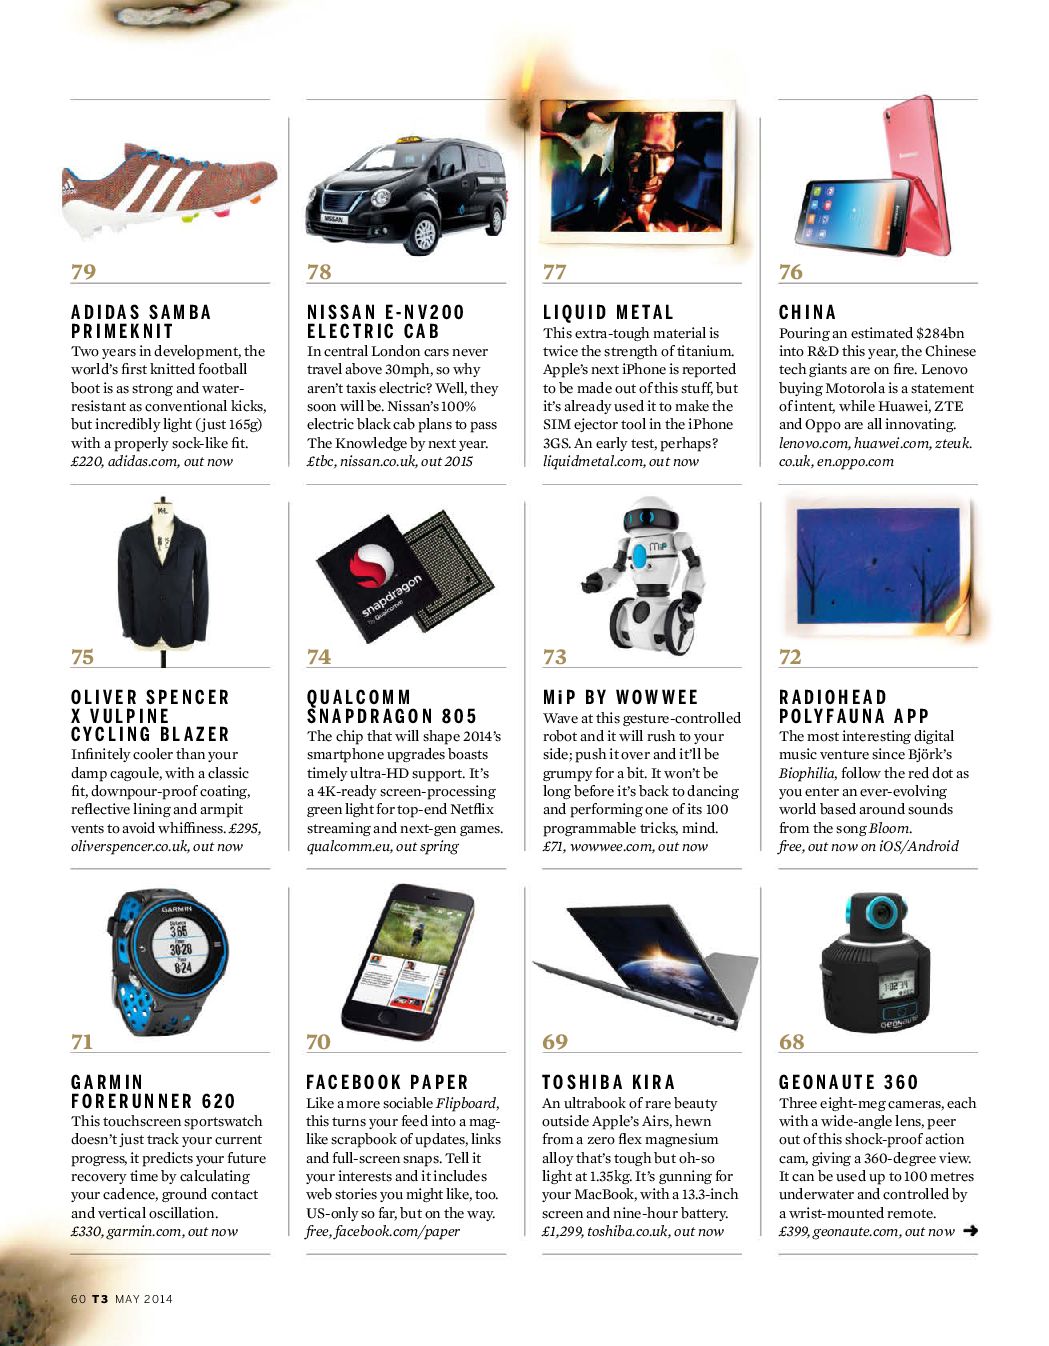 79
ADIDAS SAMBA
PRIMEKNIT
Two years in development, the
world's first knitted football
boot is as strong and water-
resistant as conventional kicks,
but incredibly light (just 165g)
with a properly sock-like fit.
£220, adidas.com, out now
NISSAN
78
NISSAN E-NV200
ELECTRIC CAB
In central London cars never
travel above 30mph, so why
aren't taxis electric? Well, they
soon will be. Nissan's 100%
electric black cab plans to pass
The Knowledge by next year.
£tbc, nissan.co.uk, out 2015
77
LIQUID METAL
This extra-tough material is
twice the strength of titanium.
Apple's next iPhone is reported
to be made out of this stuff, but
it's already used it to make the
SIM ejector tool in the iPhone
3GS. An early test, perhaps?
liquidmetal.com, out now
76
CHINA
Pouring an estimated $284bn
into R&D this year, the Chinese
tech giants are on fire. Lenovo
buying Motorola is a statement
of intent, while Huawei, ZTE
and Oppo are all innovating.
lenovo.com, huawei.com, zteuk.
co.uk, en.oppo.com
75
OLIVER SPENCER
X VULPINE
CYCLING BLAZER
Infinitely cooler than your
damp cagoule, with a classic
fit, downpour-proof coating,
reflective lining and armpit
vents to avoid whiffiness. £295,
oliverspencer.co.uk, out now
snapdragon
by Qualcomm
74
QUALCOMM
SNAPDRAGON 805
The chip that will shape 2014's
smartphone upgrades boasts
timely ultra-HD support. It's
a 4K-ready screen-processing
green light for top-end Netflix
streaming and next-gen games.
qualcomm.eu, out spring
MiP
73
MiP BY WOWWEE
Wave at this gesture-controlled
robot and it will rush to your
side; push it over and it'll be
grumpy for a bit. It won't be
long before it's back to dancing
and performing one of its 100
programmable tricks, mind.
£71, wowwee.com, out now
72
RADIOHEAD
POLYFAUNA APP
The most interesting digital
music venture since Björk's
Biophilia, follow the red dot as
you enter an ever-evolving
world based around sounds
from the song Bloom.
free, out now on iOS/Android
GARMIN
Distance
3.65
Time
30:28
Pace
8:24
71
GARMIN
FORERUNNER 620
This touchscreen sportswatch
doesn't just track your current
progress, it predicts your future
recovery time by calculating
your cadence, ground contact
and vertical oscillation.
£330, garmin.com, out now
70
FACEBOOK PAPER
Like a more sociable Flipboard,
this turns your feed into a mag-
like scrapbook of updates, links
and full-screen snaps. Tell it
your interests and it includes
web stories you might like, too.
US-only so far, but on the way.
free, facebook.com/paper
69
TOSHIBA KIRA
An ultrabook of rare beauty
outside Apple's Airs, hewn
from a zero flex magnesium
alloy that's tough but oh-so
light at 1.35kg. It's gunning for
your MacBook, with a 13.3-inch
screen and nine-hour battery.
£1,299, toshiba.co.uk, out now
GEONAUTE
68
GEONAUTE 360
Three eight-meg cameras, each
with a wide-angle lens, peer
out of this shock-proof action
cam, giving a 360-degree view.
It can be used up to 100 metres
underwater and controlled by
a wrist-mounted remote.
£399, geonaute.com, out now ➔
60 T3 MAY 2014